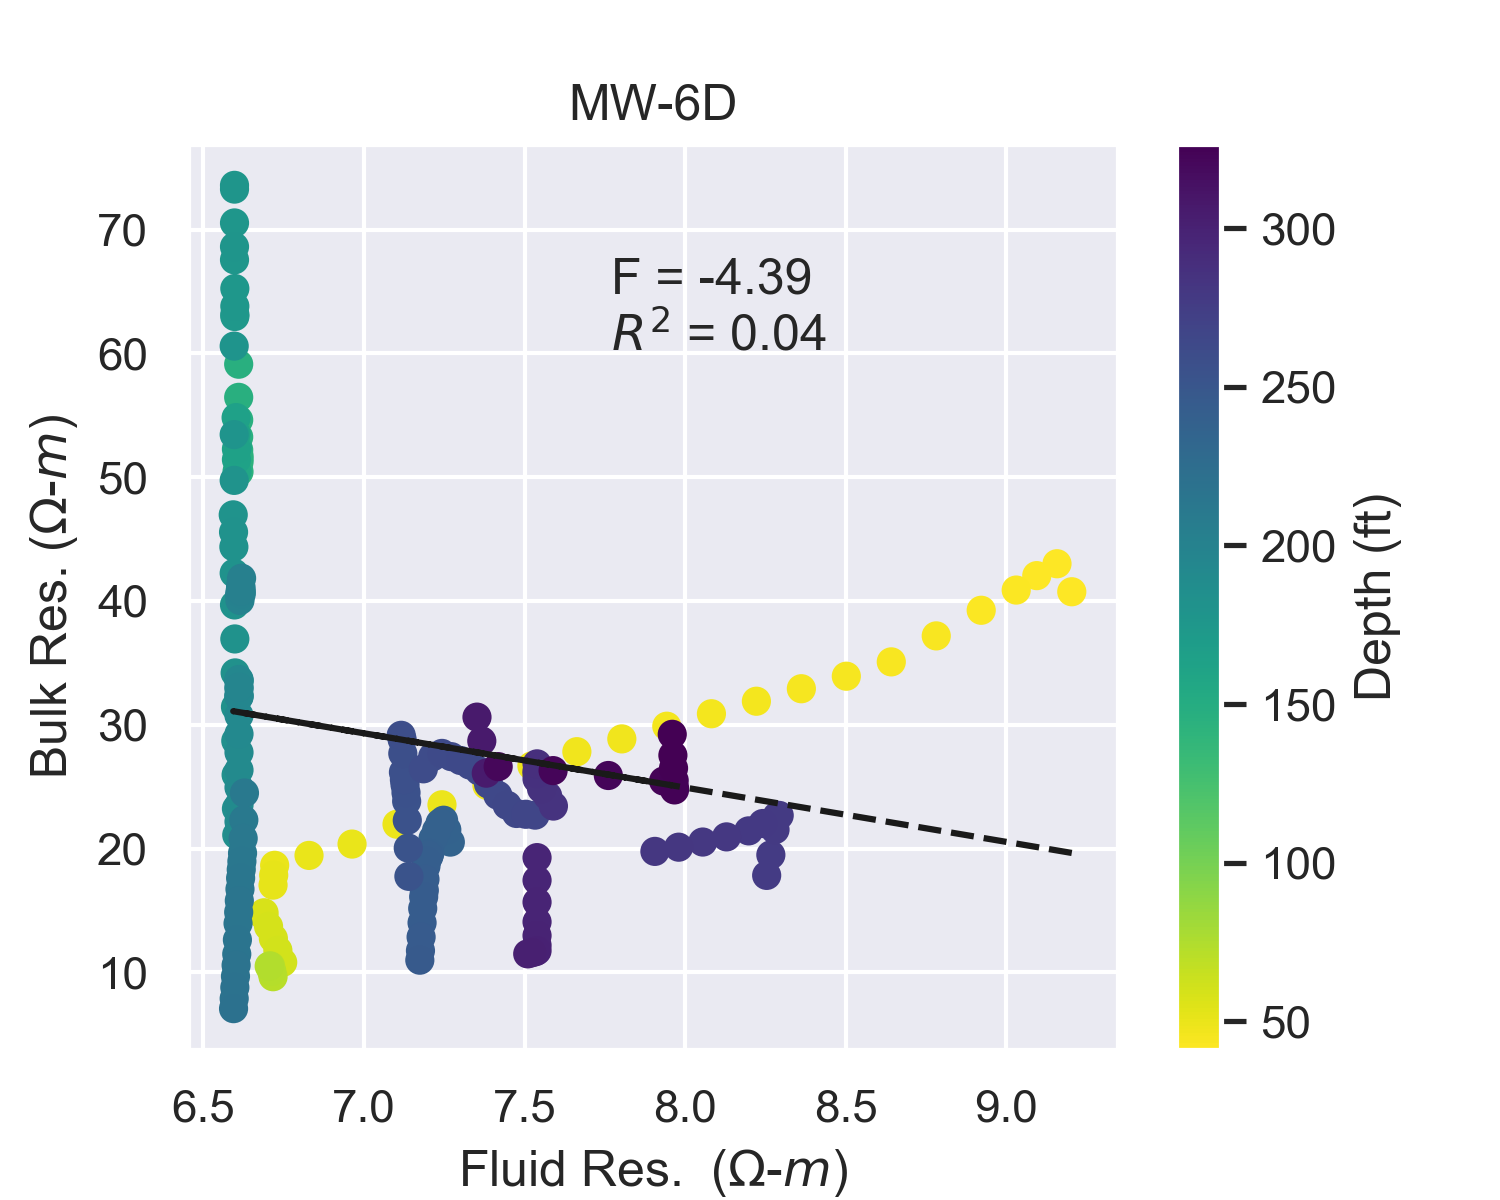 MW-6D
F = -4.39
R² = 0.04
Bulk Res. (Ω-m)
70
60
50
40
30
20
10
6.5 7.0 7.5 8.0 8.5 9.0
Fluid Res. (Ω-m)
300
250
200
150
100
50
Depth (ft)